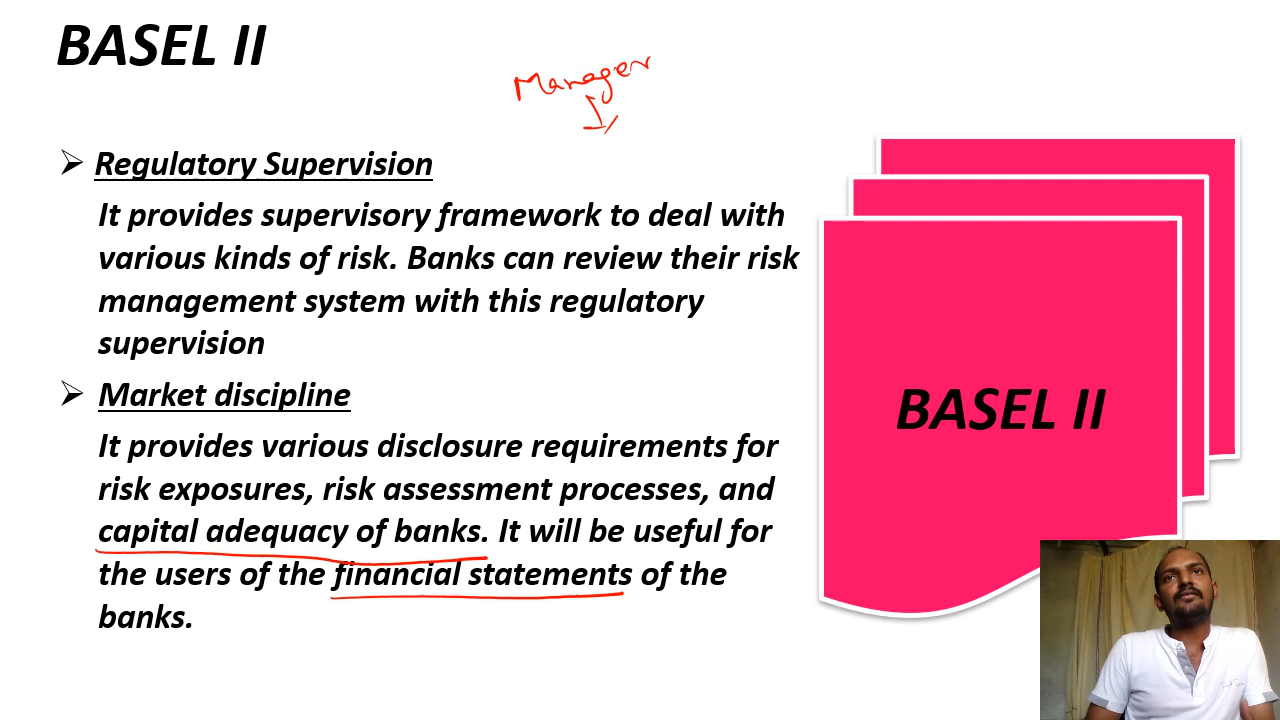 BASEL II
Manager
Regulatory Supervision
It provides supervisory framework to deal with
various kinds of risk. Banks can review their risk
management system with this regulatory
supervision
Market discipline
It provides various disclosure requirements for
risk exposures, risk assessment processes, and
capital adequacy of banks. It will be useful for
the users of the financial statements of the
banks.
BASEL II